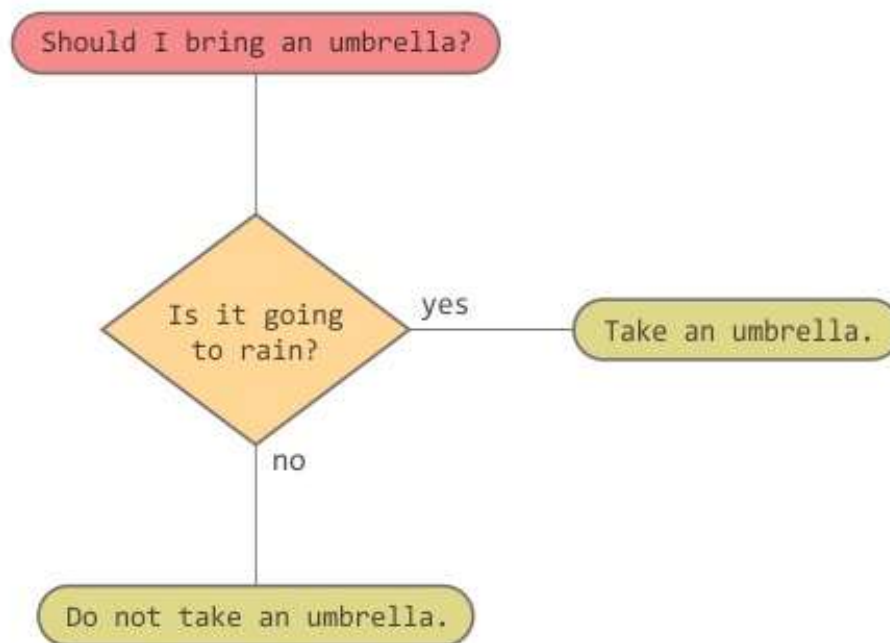 Should I bring an umbrella?
Is it going
to rain?
yes
Take an umbrella.
no
Do not take an umbrella.